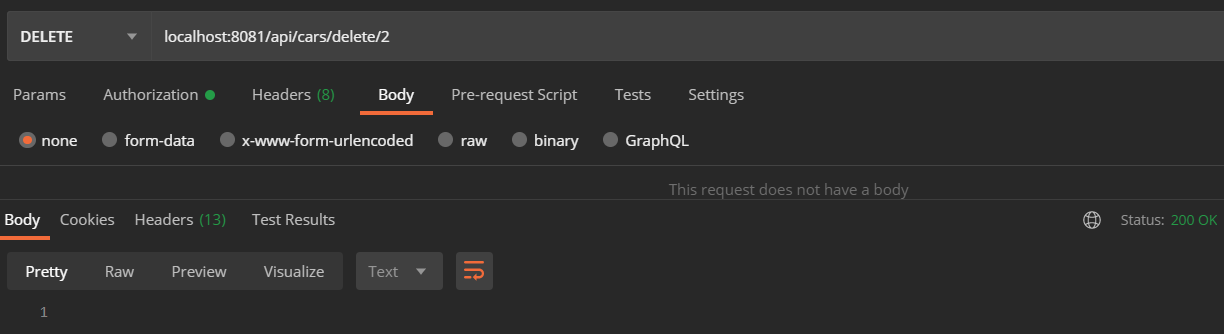 DELETE localhost:8081/api/cars/delete/2
Params Authorization Headers (8) Body Pre-request Script Tests Settings
none form-data x-www-form-urlencoded raw binary GraphQL
This request does not have a body
Body Cookies Headers (13) Test Results Status: 200 OK
Pretty Raw Preview Visualize Text
1